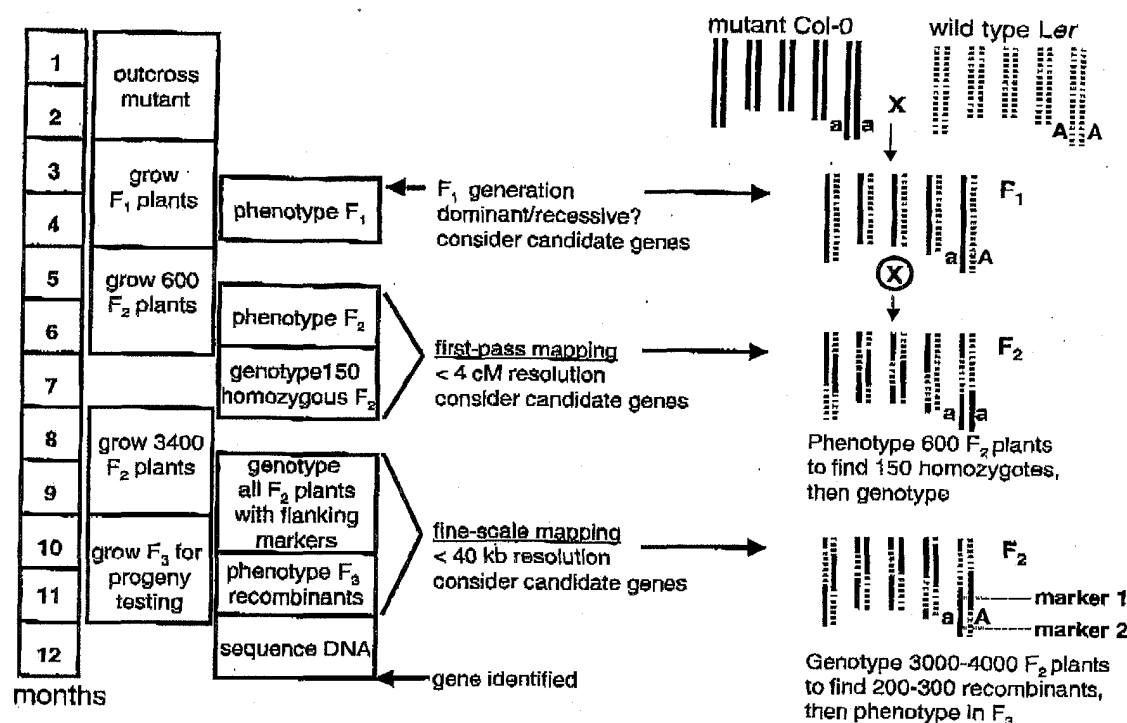 1
2
3
4
5
6
7
8
9
10
11
12
months
outcross
mutant
grow
F₁ plants
grow 600
F₂ plants
grow 3400
F₂ plants
grow F₃ for
progeny
testing
phenotype F₁
phenotype F₂
genotype150
homozygous F₂
genotype
all F₂ plants
with flanking
markers
phenotype F₃
recombinants
sequence DNA
F₁ generation
dominant/recessive?
consider candidate genes
first-pass mapping
< 4 cM resolution
consider candidate genes
fine-scale mapping
< 40 kb resolution
consider candidate genes
gene identified
mutant Col-0
wild type Ler
a a
X
A A
F₁
a A
X
F₂
a a
Phenotype 600 F₂ plants
to find 150 homozygotes,
then genotype
F₂
marker 1
a A
marker 2
Genotype 3000-4000 F₂ plants
to find 200-300 recombinants,
then phenotype in F₃